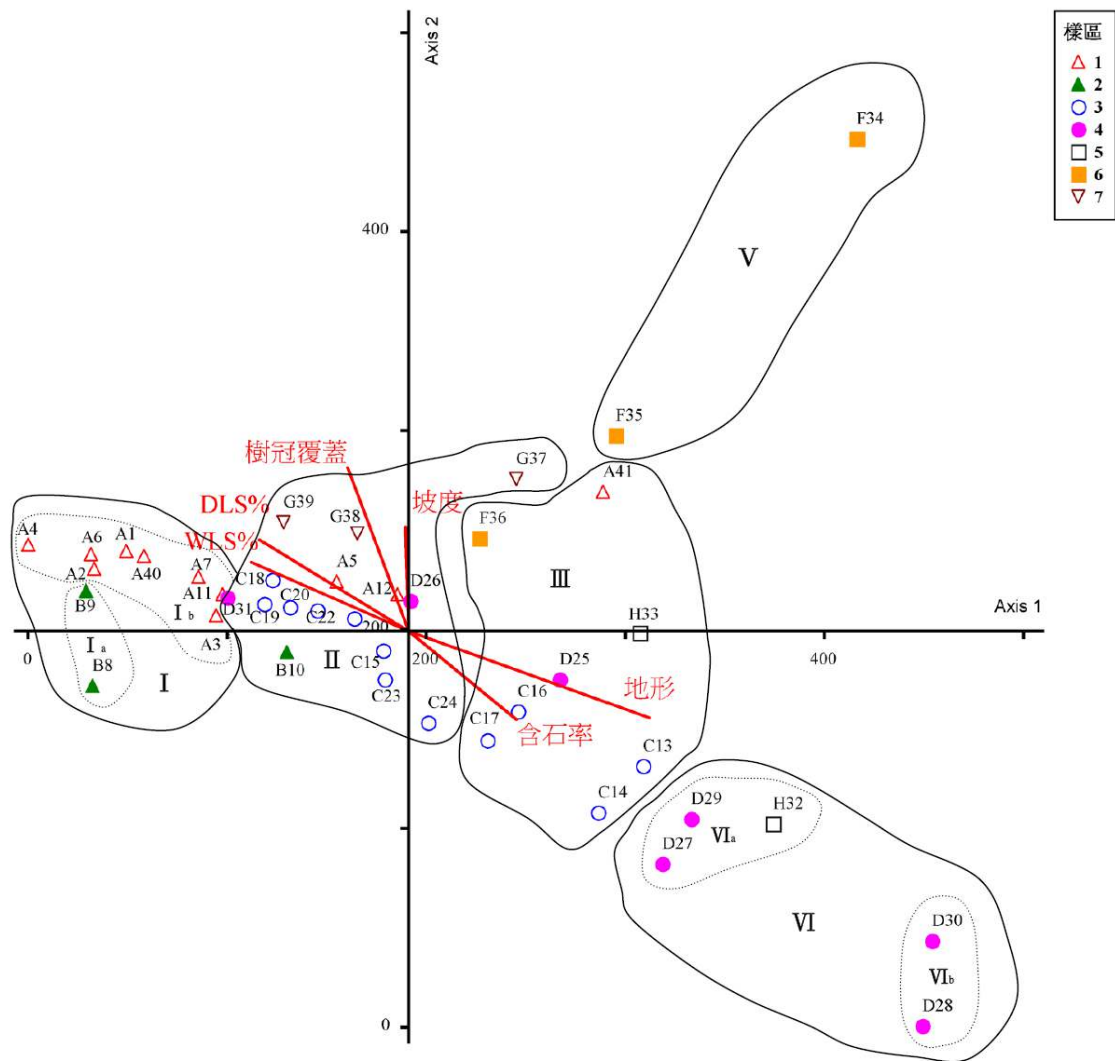 Axis 2
樣區
1
2
3
4
5
6
7
F34
400
V
F35
樹冠覆蓋
G37
A41
DLS%
G39
坡度
G38
F36
A4
A6
A1
WLS%
A2
A40
A7
C18
A5
A12
D26
III
B9
A11
D31
C20
C19
C22
I b
H33
Axis 1
0
200
200
400
I a
A3
B8
I
B10
II
C15
C23
D25
C16
地形
C24
C17
含石率
C13
C14
D29
H32
VIa
D27
VI
D30
VIb
D28
0